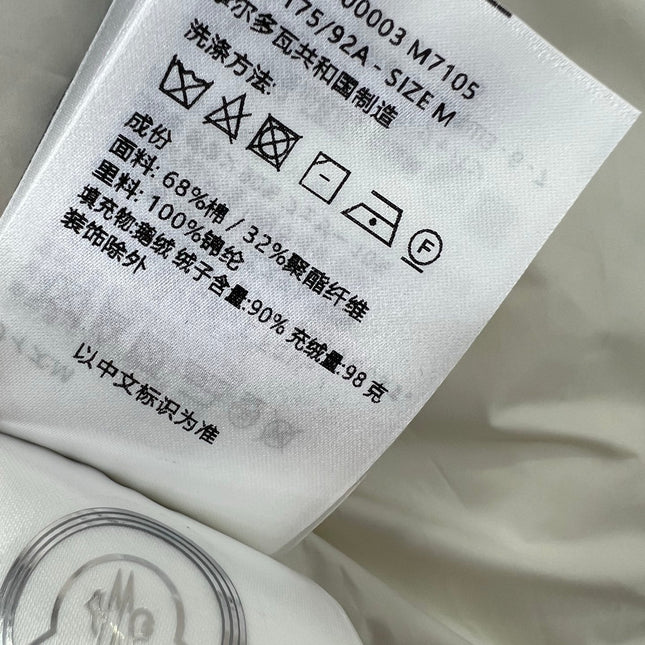 00003 M7105
175/92A - SIZE M
摩尔多瓦共和国制造
洗涤方法:
F
成份
面料: 68%棉 / 32%聚酯纤维
里料: 100%锦纶
填充物:鹅绒 绒子含量:90% 充绒量:98 克
装饰除外
以中文标识为准